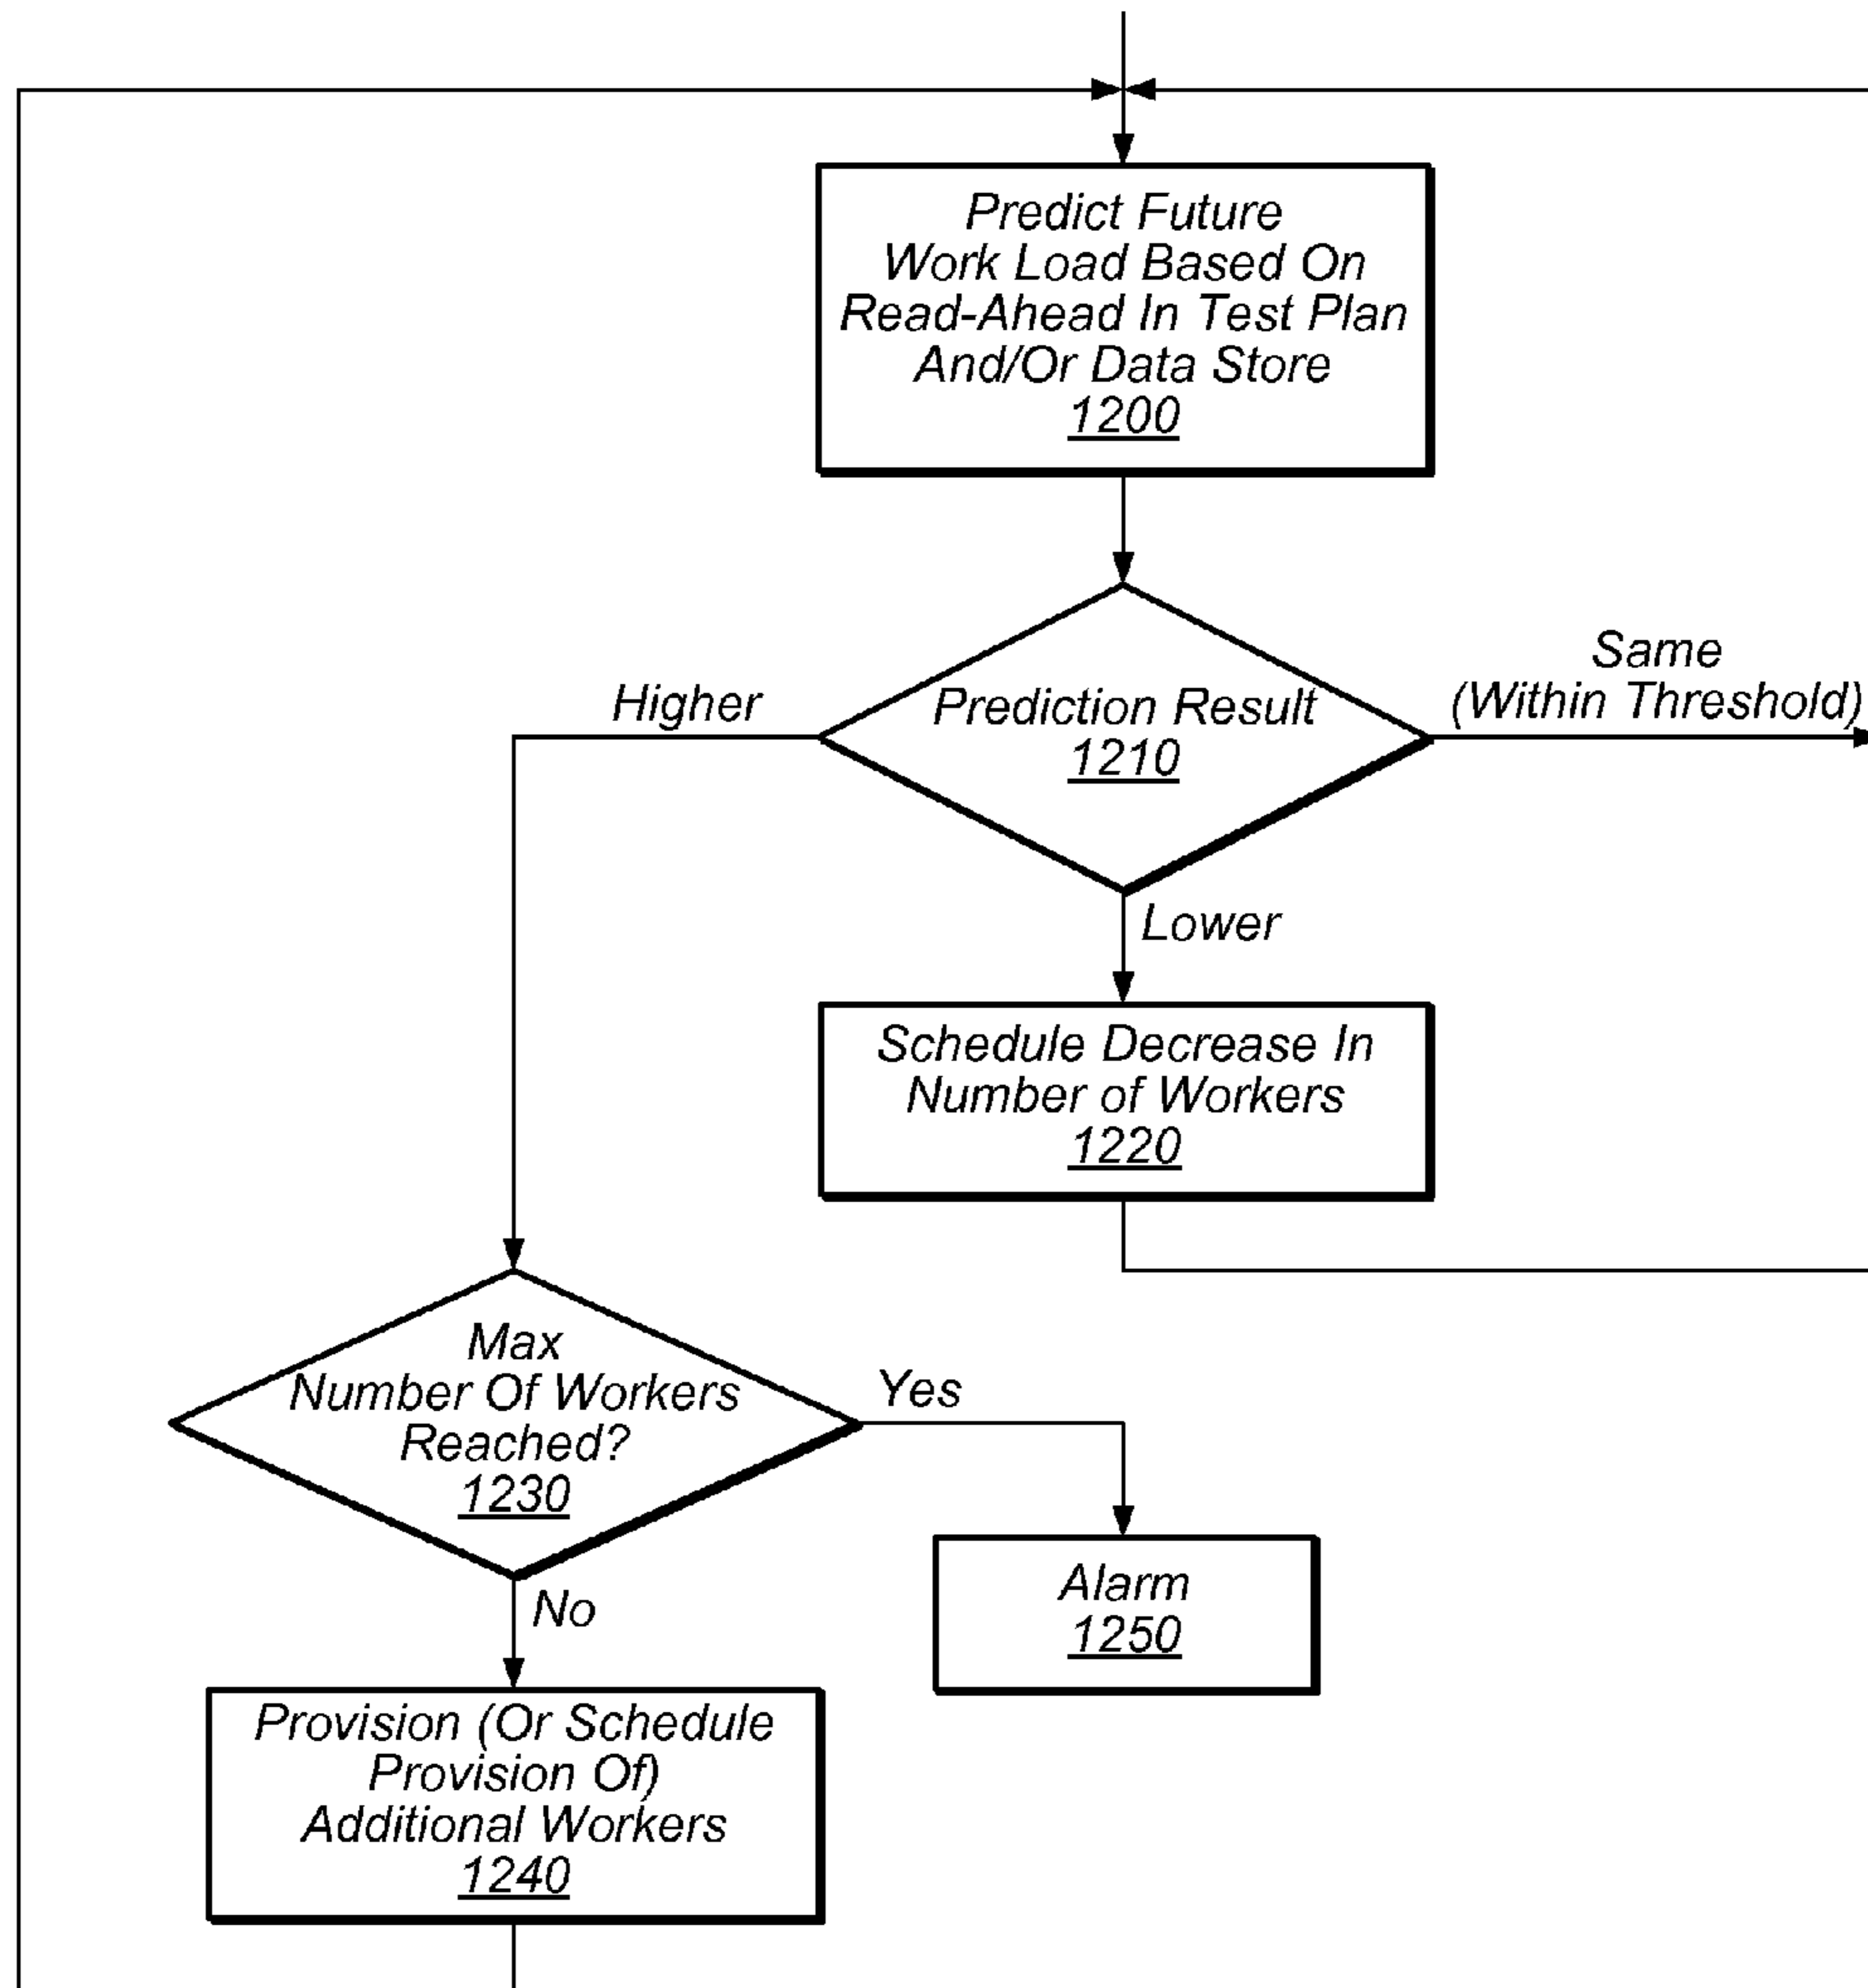 Predict Future
Work Load Based On
Read-Ahead In Test Plan
And/Or Data Store
1200
Higher
Prediction Result
1210
Same
(Within Threshold)
Lower
Schedule Decrease In
Number of Workers
1220
Max
Number Of Workers
Reached?
1230
Yes
Alarm
1250
No
Provision (Or Schedule
Provision Of)
Additional Workers
1240